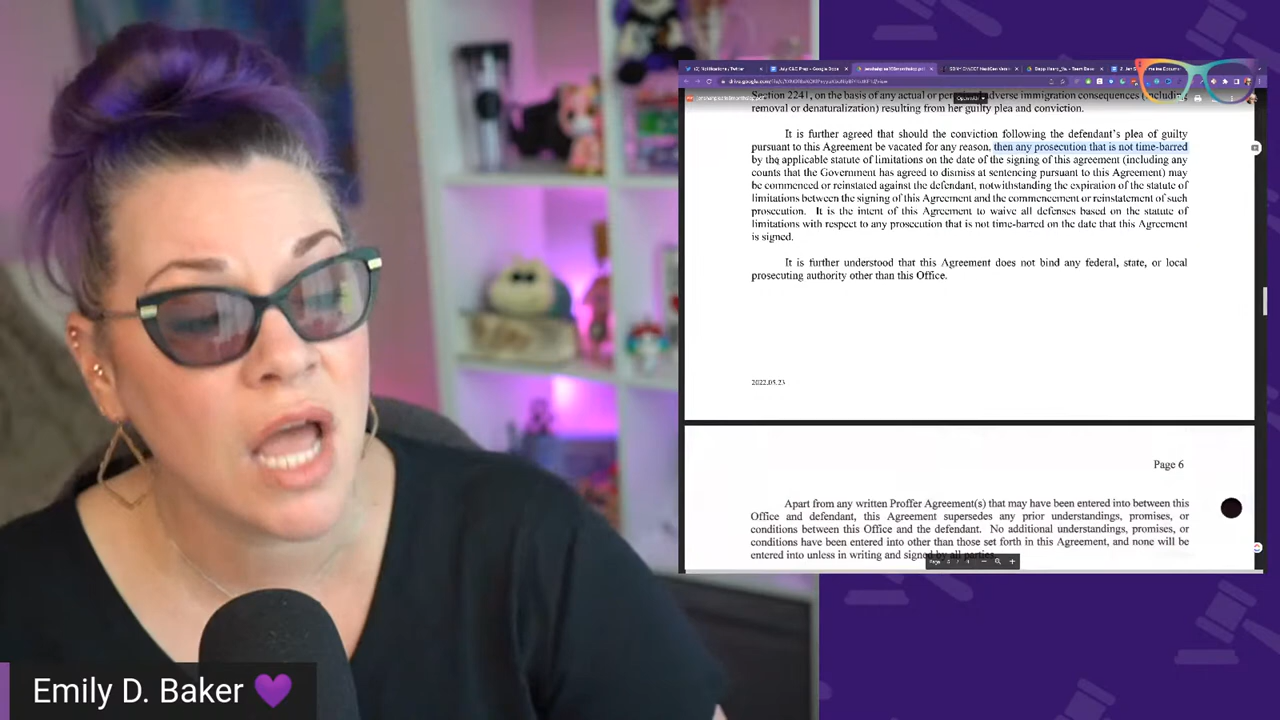 Section 2241, on the basis of any actual or adverse immigration consequences (including
removal or denaturalization) resulting from her guilty plea and conviction.
It is further agreed that should the conviction following the defendant's plea of guilty
pursuant to this Agreement be vacated for any reason, then any prosecution that is not time-barred
by the applicable statute of limitations on the date of the signing of this agreement (including any
counts that the Government has agreed to dismiss at sentencing pursuant to this Agreement) may
be commenced or reinstated against the defendant, notwithstanding the expiration of the statute of
limitations between the signing of this Agreement and the commencement or reinstatement of such
prosecution. It is the intent of this Agreement to waive all defenses based on the statute of
limitations with respect to any prosecution that is not time-barred on the date that this Agreement
is signed.
It is further understood that this Agreement does not bind any federal, state, or local
prosecuting authority other than this Office.
2022.05.23
Page 6
Apart from any written Proffer Agreement(s) that may have been entered into between this
Office and defendant, this Agreement supersedes any prior understandings, promises, or
conditions between this Office and the defendant. No additional understandings, promises, or
conditions have been entered into other than those set forth in this Agreement, and none will be
entered into unless in writing and signed by all parties.
Emily D. Baker 💜